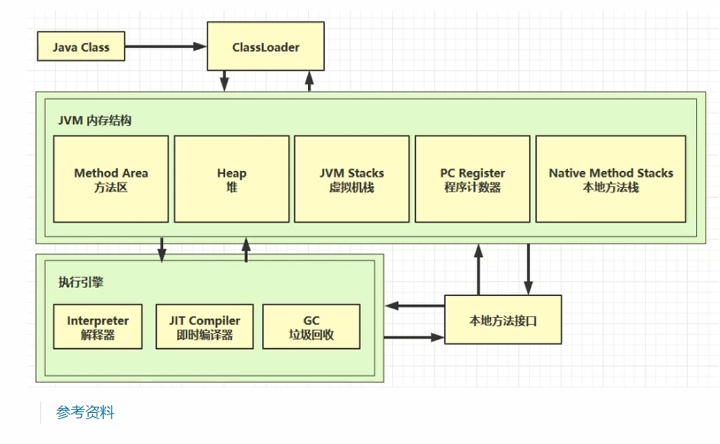 Java Class
ClassLoader
JVM 内存结构
Method Area
方法区
Heap
堆
JVM Stacks
虚拟机栈
PC Register
程序计数器
Native Method Stacks
本地方法栈
执行引擎
Interpreter
解释器
JIT Compiler
即时编译器
GC
垃圾回收
本地方法接口
参考资料